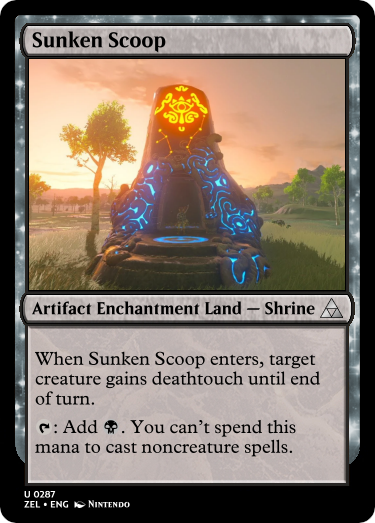 Sunken Scoop
Artifact Enchantment Land — Shrine
When Sunken Scoop enters, target
creature gains deathtouch until end
of turn.
: Add . You can't spend this
mana to cast noncreature spells.
U 0287
ZEL • ENG Nintendo